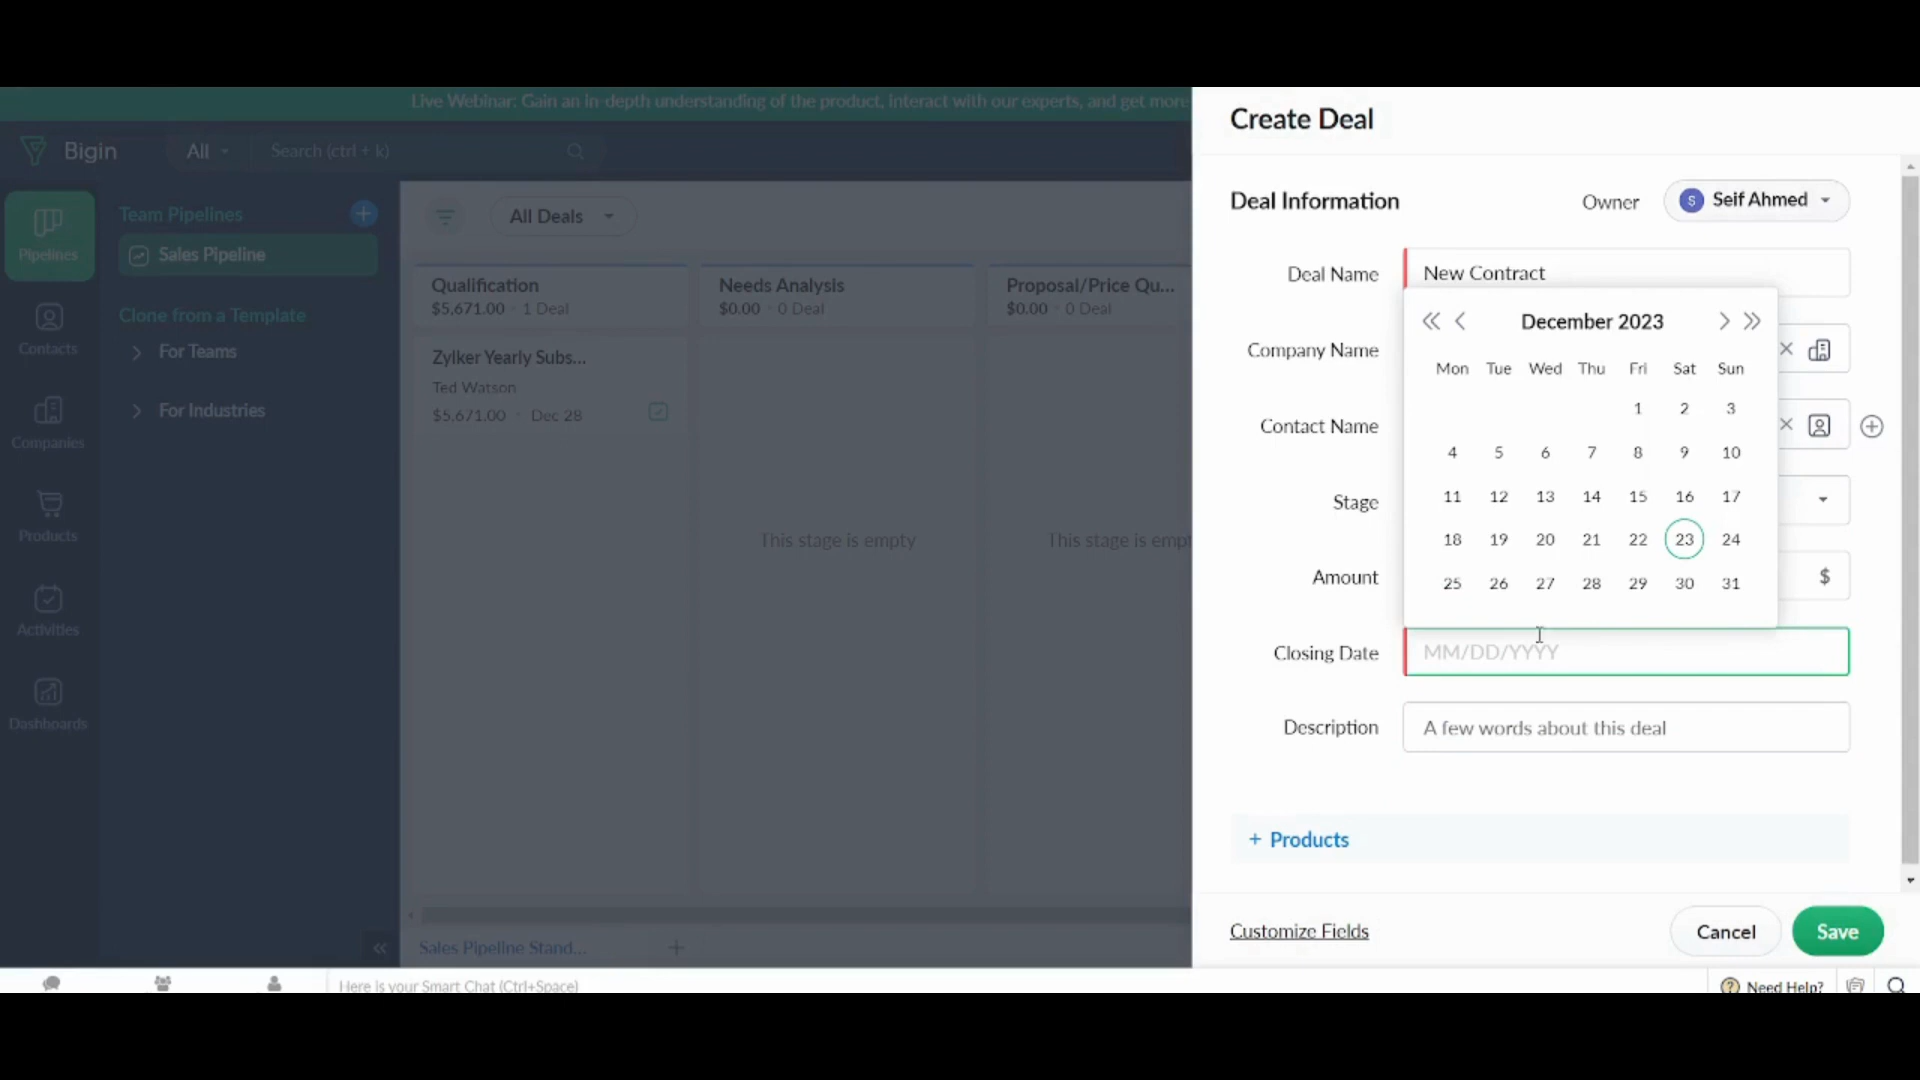 Live Webinar: Gain an in-depth understanding of the product, interact with our experts, and get more
Bigin
All
Search (ctrl + k)
Pipelines
Contacts
Companies
Products
Activities
Dashboards
Team Pipelines
Sales Pipeline
Clone from a Template
For Teams
For Industries
All Deals
Qualification
$5,671.00 · 1 Deal
Zylker Yearly Subs...
Ted Watson
$5,671.00 · Dec 28
Needs Analysis
$0.00 · 0 Deal
This stage is empty
Proposal/Price Qu...
$0.00 · 0 Deal
This stage is empt
Sales Pipeline Stand...
Create Deal
Deal Information
Owner
S Seif Ahmed
Deal Name New Contract
Company Name
Contact Name
Stage
Amount $
December 2023
Mon Tue Wed Thu Fri Sat Sun
1 2 3
4 5 6 7 8 9 10
11 12 13 14 15 16 17
18 19 20 21 22 23 24
25 26 27 28 29 30 31
Closing Date MM/DD/YYYY
Description A few words about this deal
+ Products
Customize Fields
Cancel
Save
Here is your Smart Chat (Ctrl+Space)
Need Help?